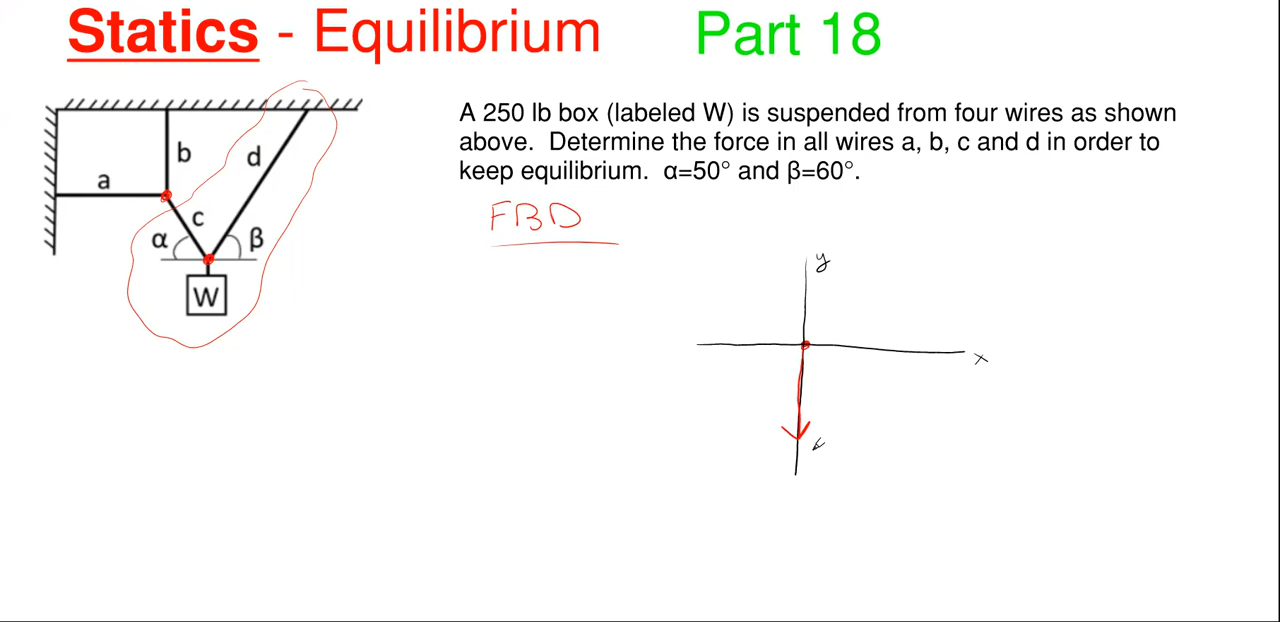 Statics - Equilibrium
Part 18
A 250 lb box (labeled W) is suspended from four wires as shown
above. Determine the force in all wires a, b, c and d in order to
keep equilibrium. α=50° and β=60°.
FBD
b
d
a
c
α
β
W
y
x